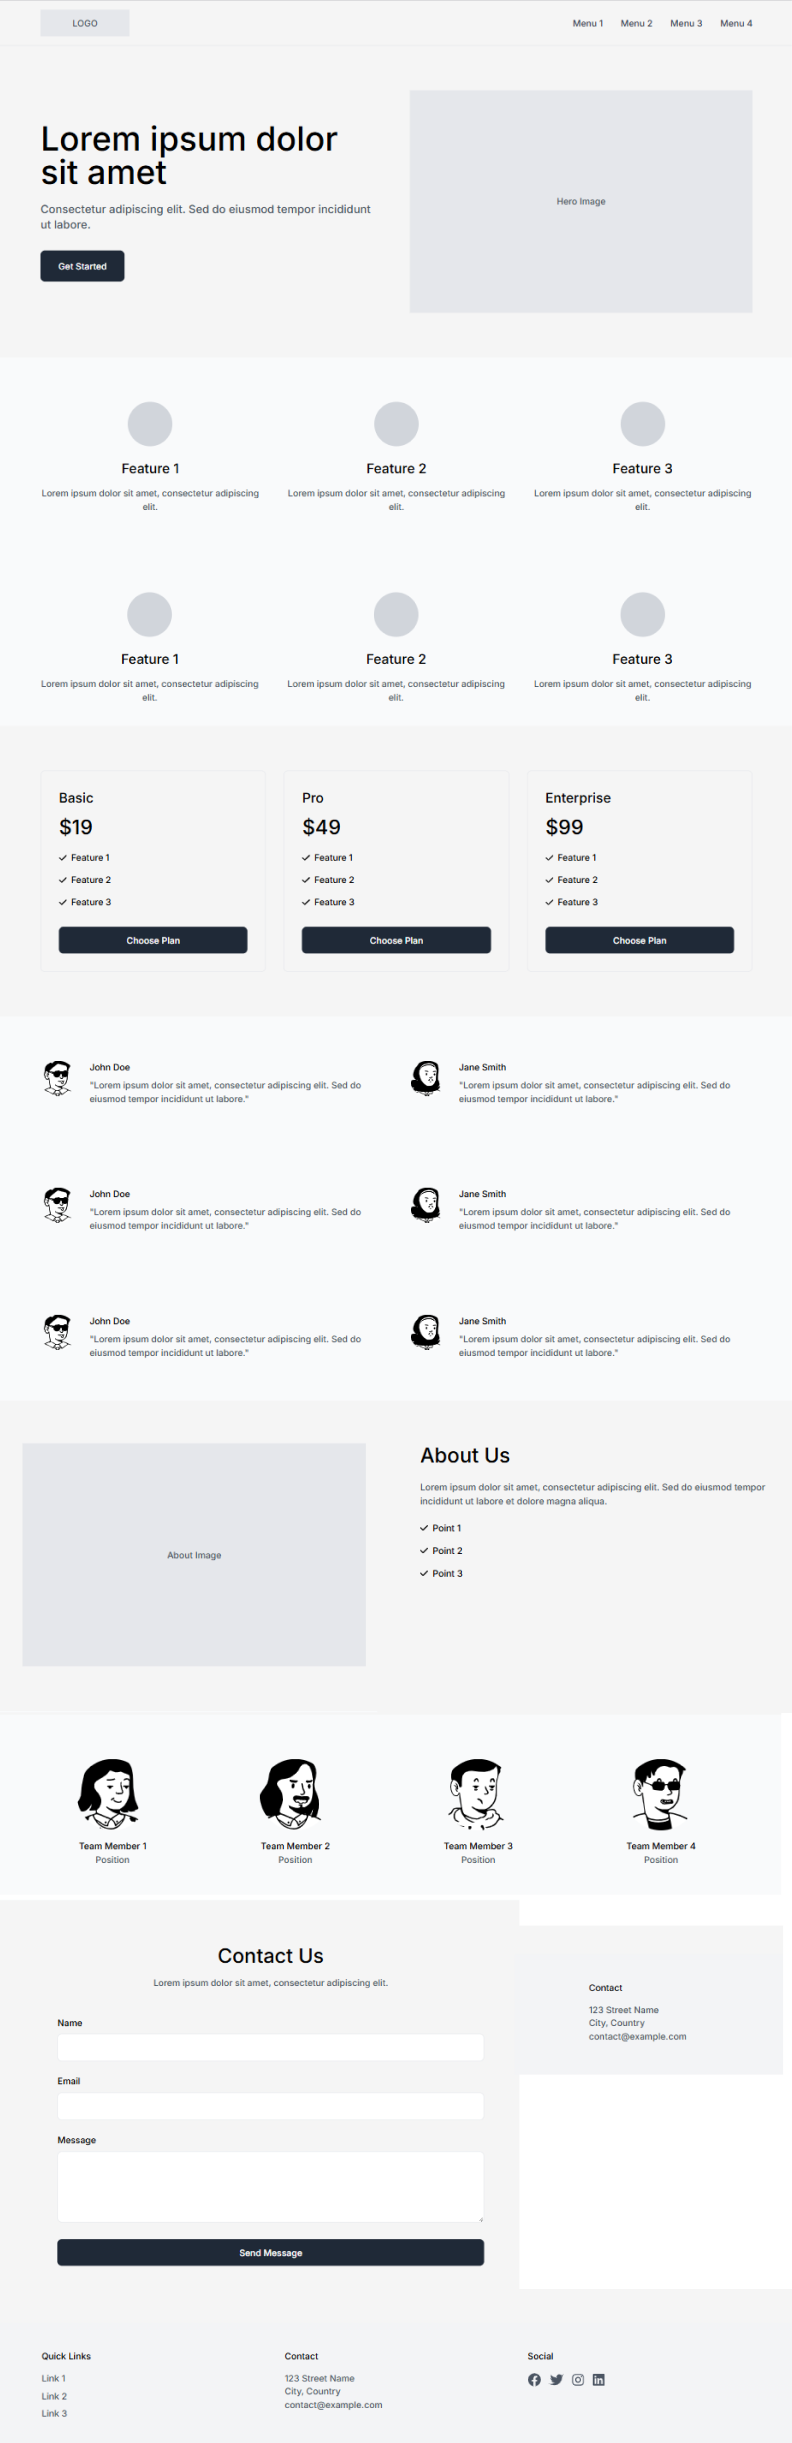 LOGO
Menu 1 Menu 2 Menu 3 Menu 4
Lorem ipsum dolor
sit amet
Consectetur adipiscing elit. Sed do eiusmod tempor incididunt
ut labore.
Get Started
Hero Image
Feature 1
Lorem ipsum dolor sit amet, consectetur adipiscing
elit.
Feature 2
Lorem ipsum dolor sit amet, consectetur adipiscing
elit.
Feature 3
Lorem ipsum dolor sit amet, consectetur adipiscing
elit.
Feature 1
Lorem ipsum dolor sit amet, consectetur adipiscing
elit.
Feature 2
Lorem ipsum dolor sit amet, consectetur adipiscing
elit.
Feature 3
Lorem ipsum dolor sit amet, consectetur adipiscing
elit.
Basic
$19
Feature 1
Feature 2
Feature 3
Choose Plan
Pro
$49
Feature 1
Feature 2
Feature 3
Choose Plan
Enterprise
$99
Feature 1
Feature 2
Feature 3
Choose Plan
John Doe
"Lorem ipsum dolor sit amet, consectetur adipiscing elit. Sed do
eiusmod tempor incididunt ut labore."
Jane Smith
"Lorem ipsum dolor sit amet, consectetur adipiscing elit. Sed do
eiusmod tempor incididunt ut labore."
John Doe
"Lorem ipsum dolor sit amet, consectetur adipiscing elit. Sed do
eiusmod tempor incididunt ut labore."
Jane Smith
"Lorem ipsum dolor sit amet, consectetur adipiscing elit. Sed do
eiusmod tempor incididunt ut labore."
John Doe
"Lorem ipsum dolor sit amet, consectetur adipiscing elit. Sed do
eiusmod tempor incididunt ut labore."
Jane Smith
"Lorem ipsum dolor sit amet, consectetur adipiscing elit. Sed do
eiusmod tempor incididunt ut labore."
About Image
About Us
Lorem ipsum dolor sit amet, consectetur adipiscing elit. Sed do eiusmod tempor
incididunt ut labore et dolore magna aliqua.
Point 1
Point 2
Point 3
Team Member 1
Position
Team Member 2
Position
Team Member 3
Position
Team Member 4
Position
Contact Us
Lorem ipsum dolor sit amet, consectetur adipiscing elit.
Name
Email
Message
Send Message
Contact
123 Street Name
City, Country
contact@example.com
Quick Links
Link 1
Link 2
Link 3
Contact
123 Street Name
City, Country
contact@example.com
Social